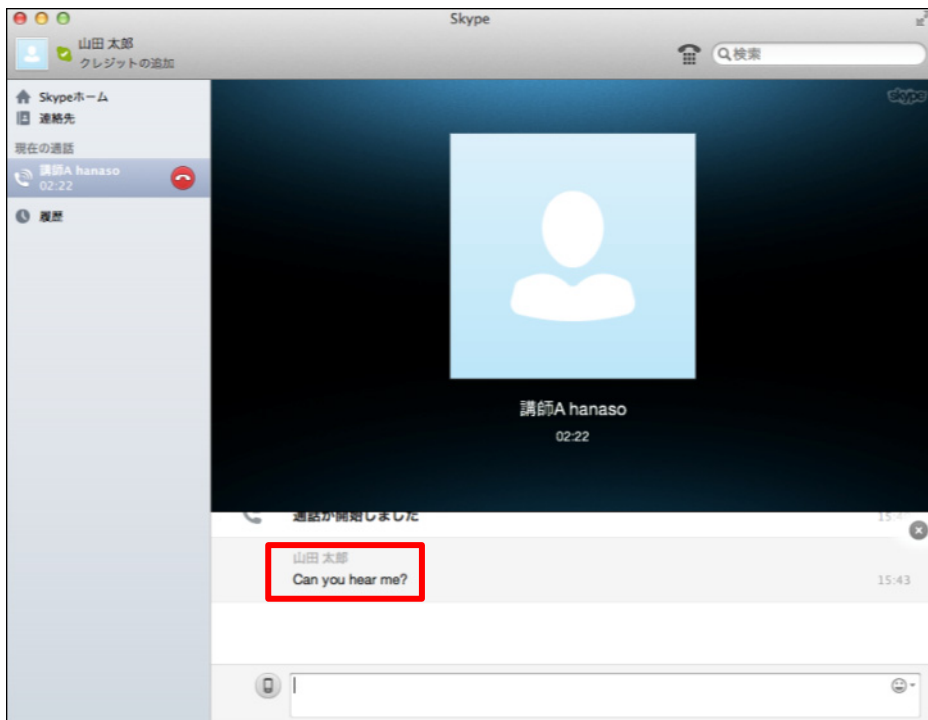 Skype
山田 太郎
クレジットの追加
検索
Skypeホーム
連絡先
現在の通話
講師A hanaso
02:22
履歴
skype
講師A hanaso
02:22
通話が開始しました
山田 太郎
Can you hear me?
15:43